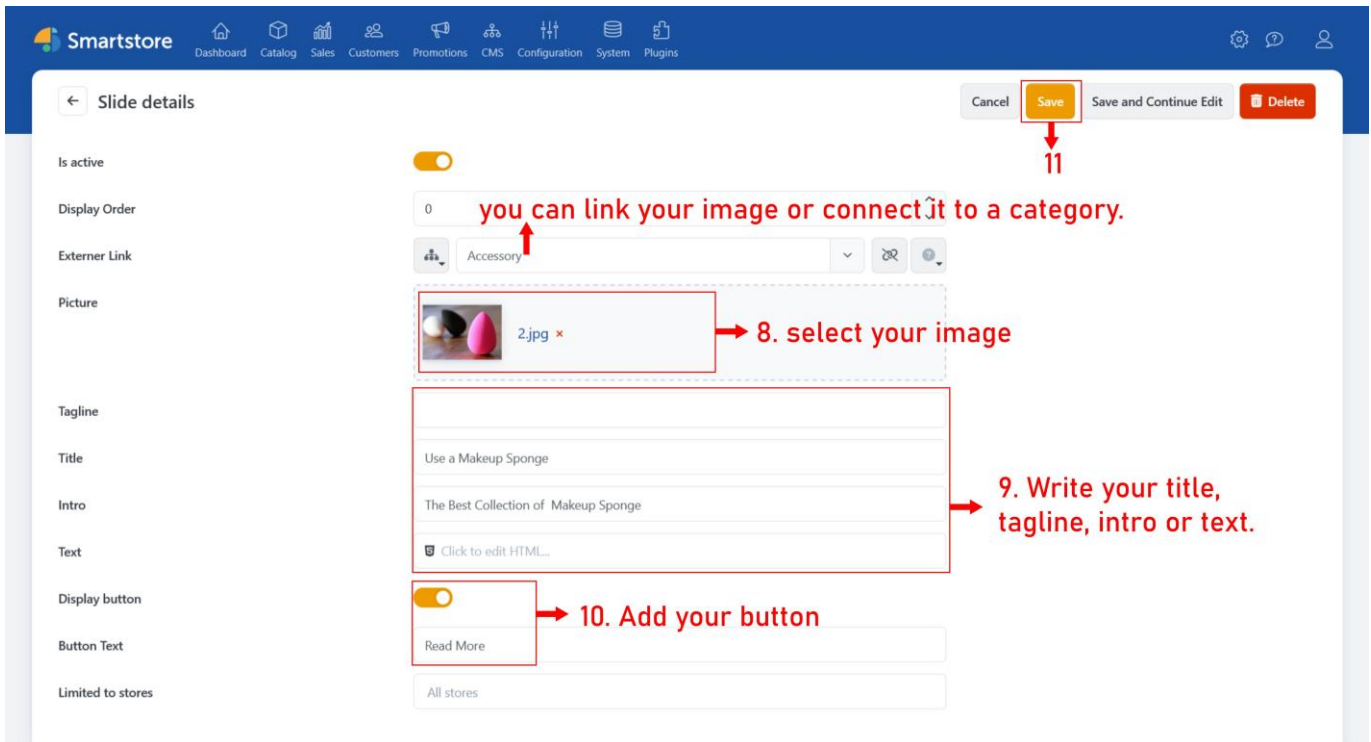 Smartstore
Dashboard Catalog Sales Customers Promotions CMS Configuration System Plugins
Slide details
Cancel Save Save and Continue Edit Delete
11
Is active
Display Order 0
you can link your image or connect it to a category.
Externer Link Accessory
Picture
2.jpg ×
8. select your image
Tagline
Title Use a Makeup Sponge
Intro The Best Collection of Makeup Sponge
9. Write your title,
tagline, intro or text.
Text Click to edit HTML...
Display button
10. Add your button
Button Text Read More
Limited to stores All stores